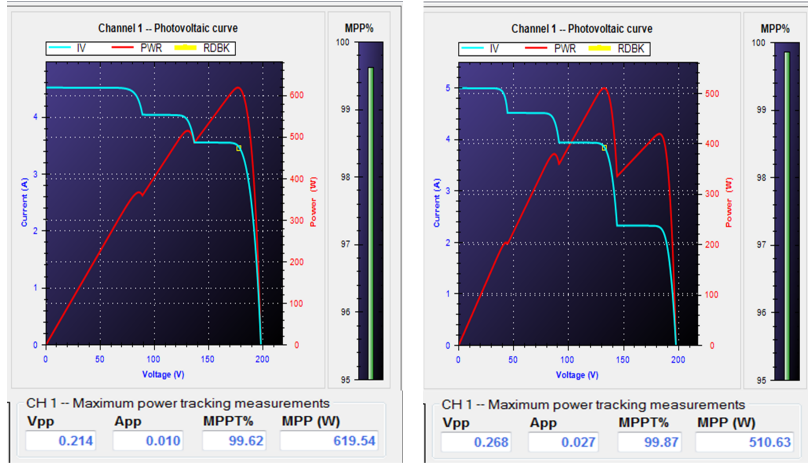 Channel 1 -- Photovoltaic curve
IV PWR RDBK
MPP%
100
99
98
97
96
95
4
3
2
1
0
Current (A)
600
500
400
300
200
100
0
Power (W)
0 50 100 150 200
Voltage (V)
CH 1 -- Maximum power tracking measurements
Vpp App MPPT% MPP (W)
0.214 0.010 99.62 619.54
Channel 1 -- Photovoltaic curve
IV PWR RDBK
MPP%
100
99
98
97
96
95
5
4
3
2
1
0
Current (A)
500
400
300
200
100
0
Power (W)
0 50 100 150 200
Voltage (V)
CH 1 -- Maximum power tracking measurements
Vpp App MPPT% MPP (W)
0.268 0.027 99.87 510.63